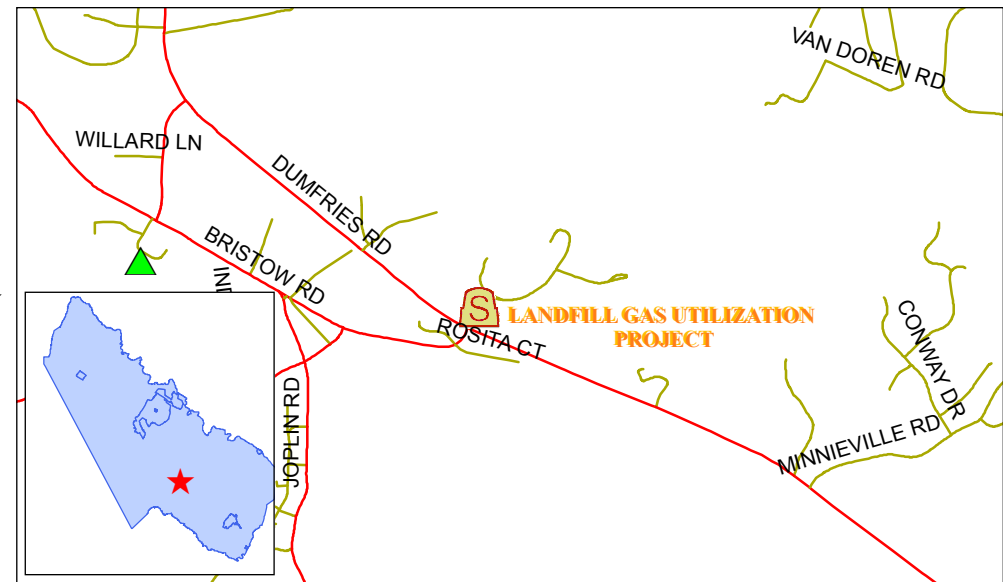 VAN DOREN RD
WILLARD LN
DUMFRIES RD
BRISTOW RD
IND
S
LANDFILL GAS UTILIZATION
PROJECT
ROSITA CT
CONWAY DR
JOPLIN RD
MINNIEVILLE RD